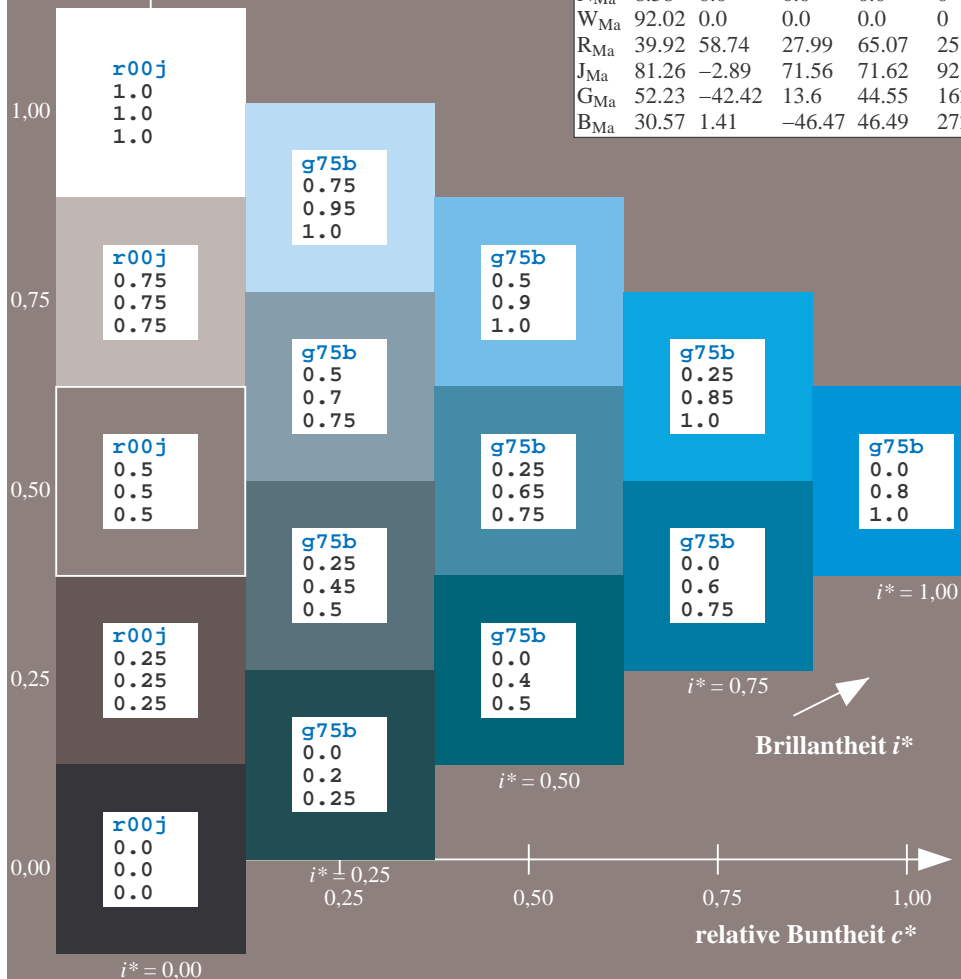 W Ma 92.02 0.0 0.0 0.0 0
R Ma 39.92 58.74 27.99 65.07 25
J Ma 81.26 −2.89 71.56 71.62 92
G Ma 52.23 −42.42 13.6 44.55
B Ma 30.57 1.41 −46.47 46.49
r00j
1.0
1.0
1.0
1,00
g75b
0.75
0.95
1.0
r00j
0.75
0.75
0.75
g75b
0.5
0.9
1.0
0,75
g75b
0.5
0.7
0.75
g75b
0.25
0.85
1.0
r00j
0.5
0.5
0.5
g75b
0.25
0.65
0.75
g75b
0.0
0.8
1.0
0,50
g75b
0.25
0.45
0.5
g75b
0.0
0.6
0.75
i* = 1,00
r00j
0.25
0.25
0.25
g75b
0.0
0.4
0.5
0,25
i* = 0,75
g75b
0.0
0.2
0.25
Brillantheit i*
i* = 0,50
r00j
0.0
0.0
0.0
0,00
i* = 0,25
0,25 0,50 0,75 1,00
relative Buntheit c*
i* = 0,00